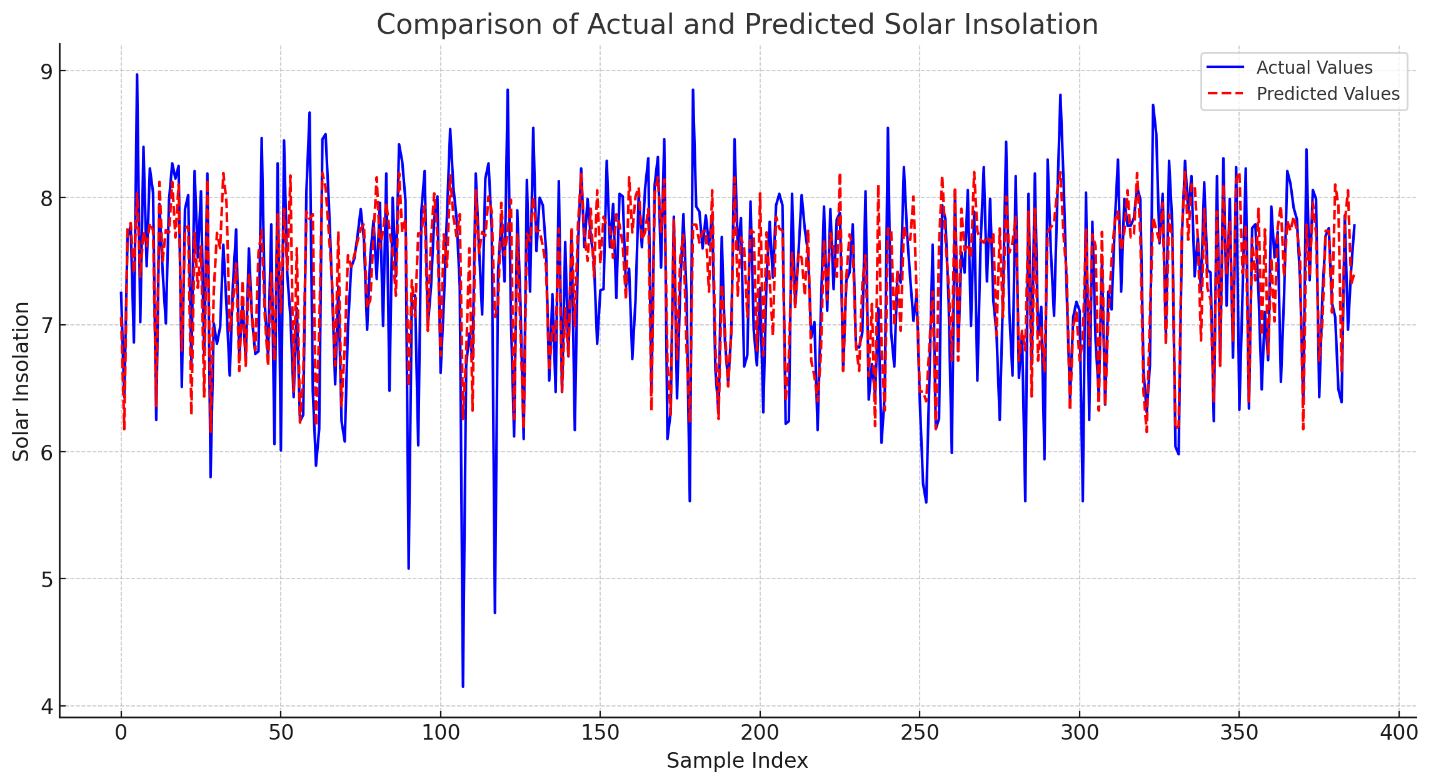 Comparison of Actual and Predicted Solar Insolation
Actual Values
Predicted Values
Solar Insolation
9
8
7
6
5
4
0 50 100 150 200 250 300 350 400
Sample Index